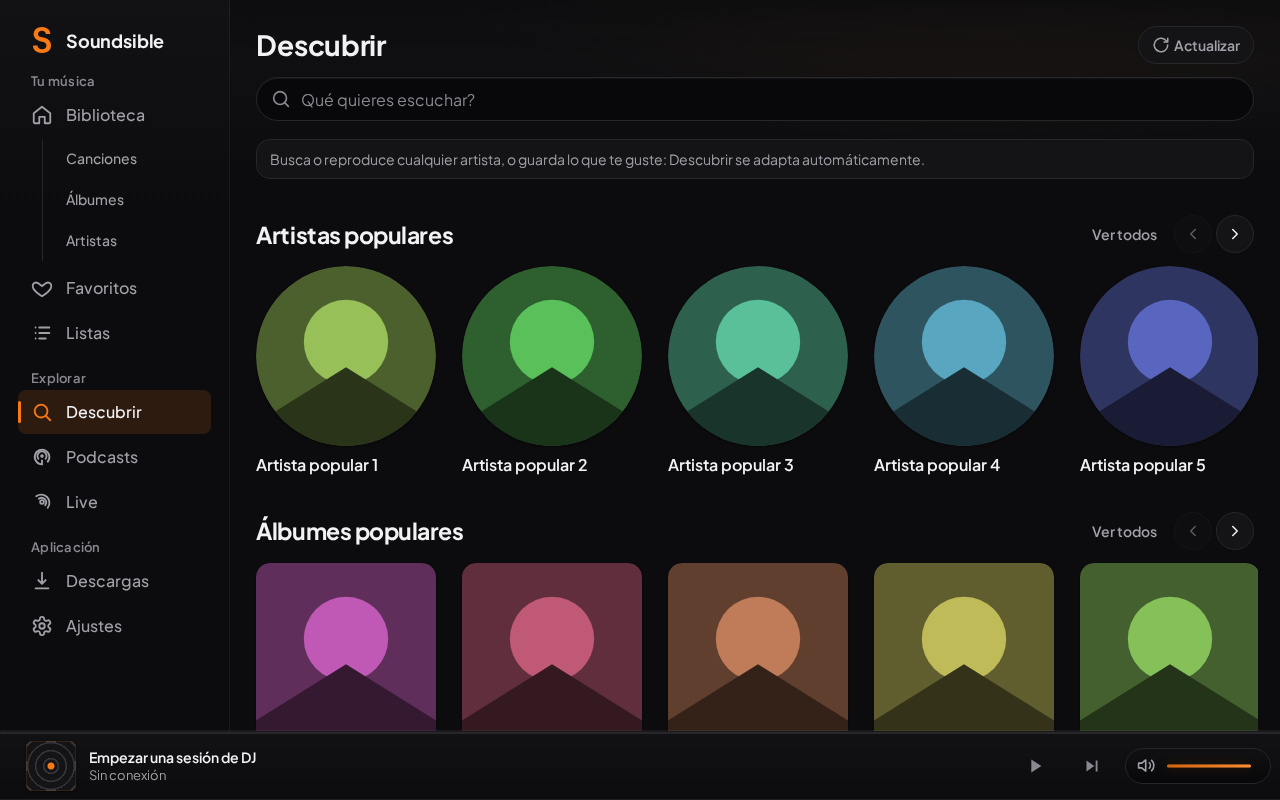 Soundsible
Tu música
Biblioteca
Canciones
Álbumes
Artistas
Favoritos
Listas
Explorar
Descubrir
Podcasts
Live
Aplicación
Descargas
Ajustes
Descubrir
Actualizar
Qué quieres escuchar?
Busca o reproduce cualquier artista, o guarda lo que te guste: Descubrir se adapta automáticamente.
Artistas populares
Ver todos
Artista popular 1
Artista popular 2
Artista popular 3
Artista popular 4
Artista popular 5
Álbumes populares
Ver todos
Empezar una sesión de DJ
Sin conexión